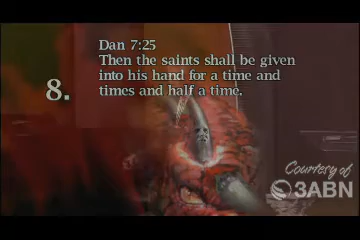 8.
Dan 7:25
Then the saints shall be given
into his hand for a time and
times and half a time.
Courtesy of
3ABN